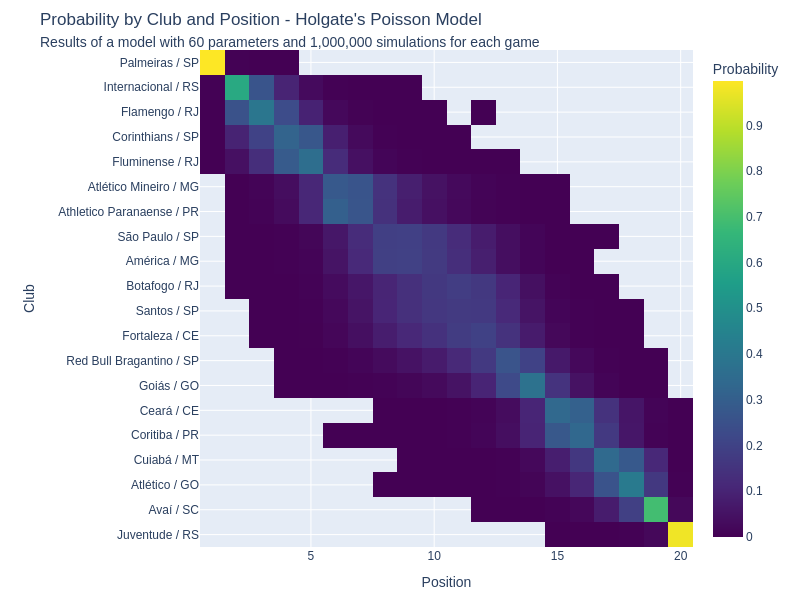 Probability by Club and Position - Holgate's Poisson Model
Results of a model with 60 parameters and 1,000,000 simulations for each game
Probability
Palmeiras / SP
Internacional / RS
Flamengo / RJ
Corinthians / SP
Fluminense / RJ
Atlético Mineiro / MG
Athletico Paranaense / PR
São Paulo / SP
América / MG
Botafogo / RJ
Santos / SP
Fortaleza / CE
Red Bull Bragantino / SP
Goiás / GO
Ceará / CE
Coritiba / PR
Cuiabá / MT
Atlético / GO
Avaí / SC
Juventude / RS
Club
5
10
15
20
Position
0.9
0.8
0.7
0.6
0.5
0.4
0.3
0.2
0.1
0